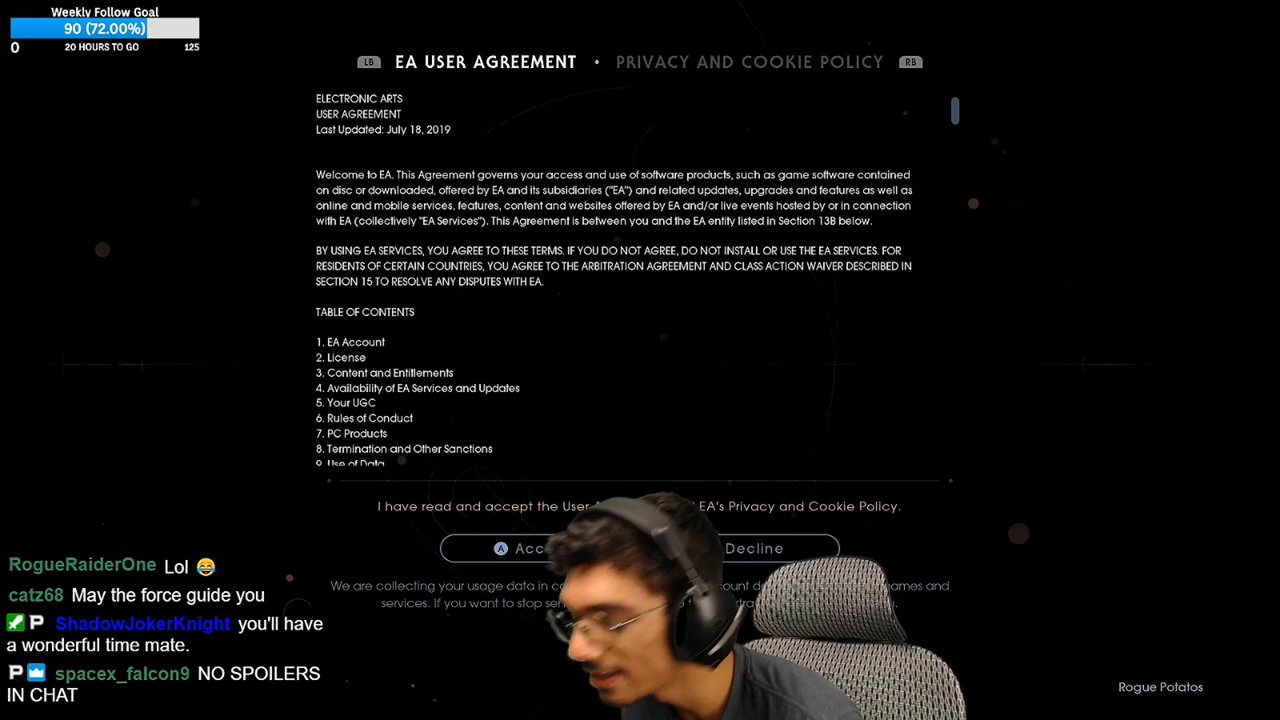 Weekly Follow Goal
90 (72.00%)
0 20 HOURS TO GO 125
LB EA USER AGREEMENT • PRIVACY AND COOKIE POLICY RB
ELECTRONIC ARTS
USER AGREEMENT
Last Updated: July 18, 2019
Welcome to EA. This Agreement governs your access and use of software products, such as game software contained
on disc or downloaded, offered by EA and its subsidiaries ("EA") and related updates, upgrades and features as well as
online and mobile services, features, content and websites offered by EA and/or live events hosted by or in connection
with EA (collectively "EA Services"). This Agreement is between you and the EA entity listed in Section 13B below.
BY USING EA SERVICES, YOU AGREE TO THESE TERMS. IF YOU DO NOT AGREE, DO NOT INSTALL OR USE THE EA SERVICES. FOR
RESIDENTS OF CERTAIN COUNTRIES, YOU AGREE TO THE ARBITRATION AGREEMENT AND CLASS ACTION WAIVER DESCRIBED IN
SECTION 15 TO RESOLVE ANY DISPUTES WITH EA.
TABLE OF CONTENTS
1. EA Account
2. License
3. Content and Entitlements
4. Availability of EA Services and Updates
5. Your UGC
6. Rules of Conduct
7. PC Products
8. Termination and Other Sanctions
9. Use of Data
I have read and accept the User EA's Privacy and Cookie Policy.
A Decline
We are collecting your usage data in and
services. If you want to stop
RogueRaiderOne Lol 😂
catz68 May the force guide you
ShadowJokerKnight you'll have
a wonderful time mate.
spacex_falcon9 NO SPOILERS
IN CHAT
Rogue Potatos